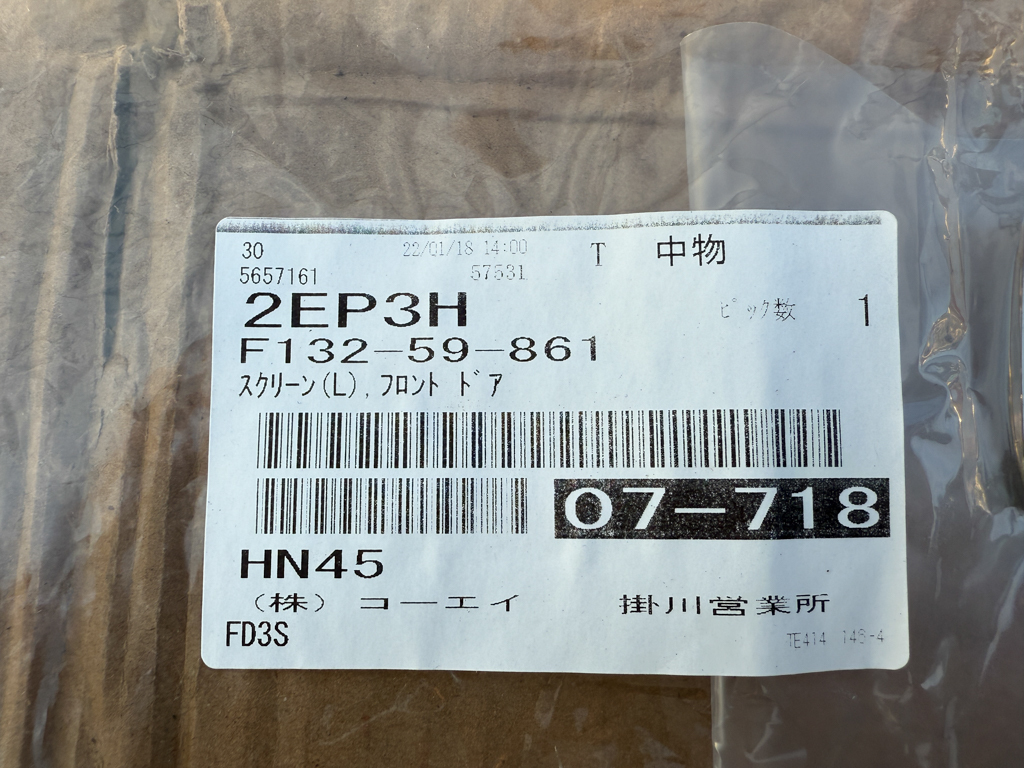 30 22/01/18 14:00 T 中物
5657161 57531
2EP3H ピック数 1
F132-59-861
スクリーン(L),フロント ドア
07-718
HN45
(株) コーエイ 掛川営業所
FD3S TE414 148-4